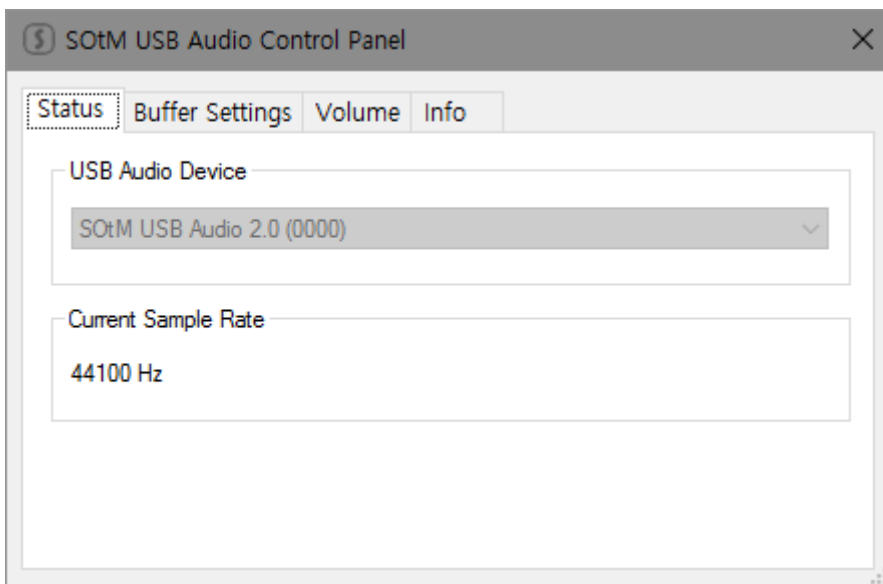 SOtM USB Audio Control Panel
Status Buffer Settings Volume Info
USB Audio Device
SOtM USB Audio 2.0 (0000)
Current Sample Rate
44100 Hz